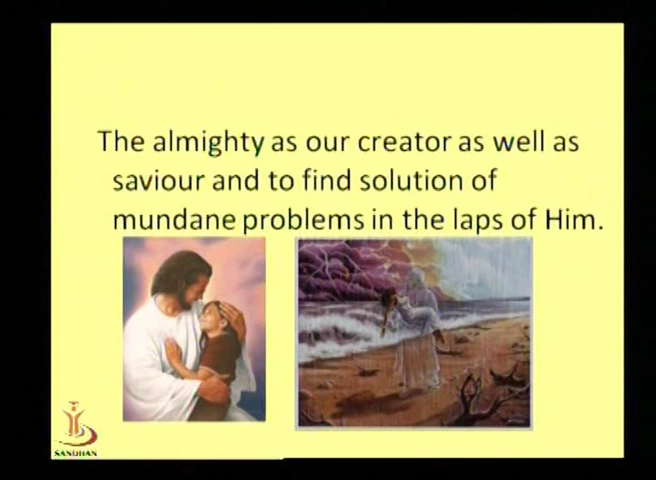 The almighty as our creator as well as
saviour and to find solution of
mundane problems in the laps of Him.
SANDHAN